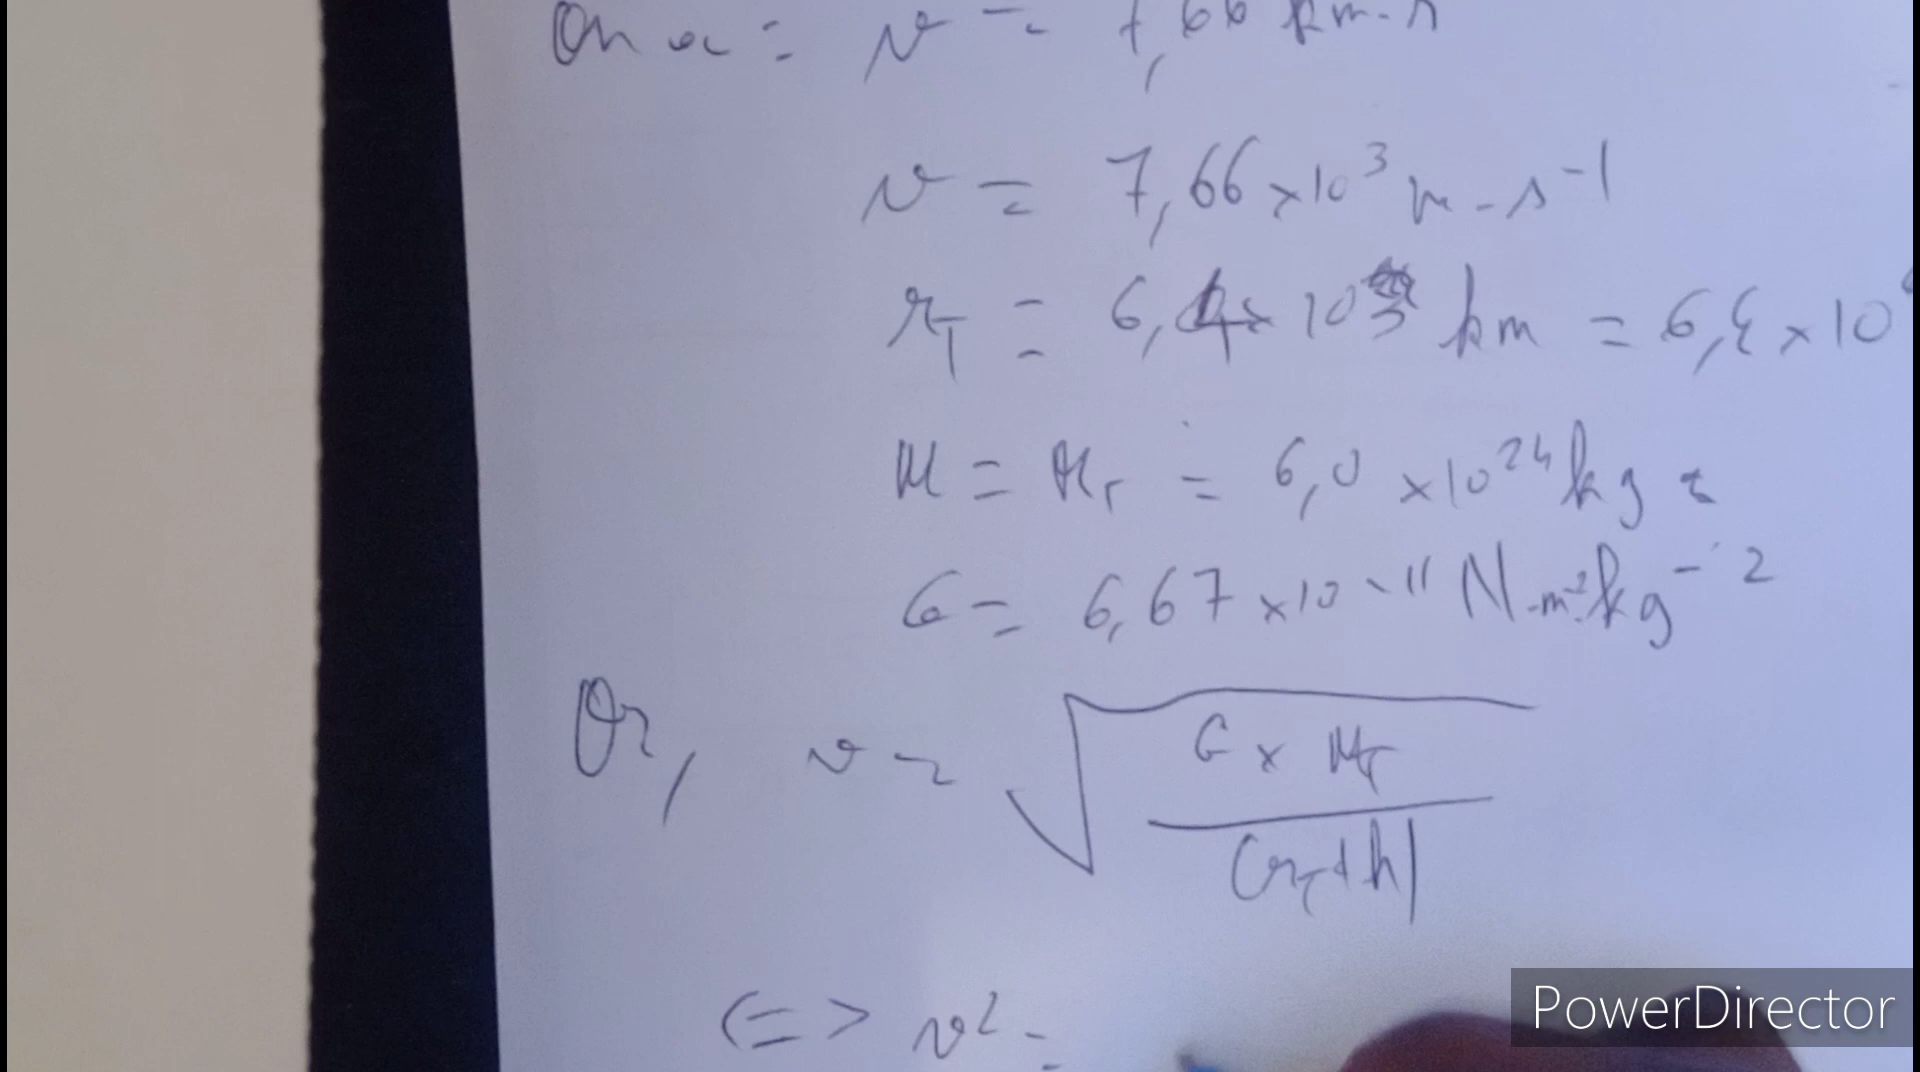 On a : v = 7,66 km.s
v = 7,66 × 10³ m.s⁻¹
r_T = 6,4 × 10³ km = 6,4 × 10⁶
M = M_T = 6,0 × 10²⁴ kg
G = 6,67 × 10⁻¹¹ N.m².kg⁻²
Or, v = √((G × M_T)/(r_T + h))
<=> v² =
PowerDirector